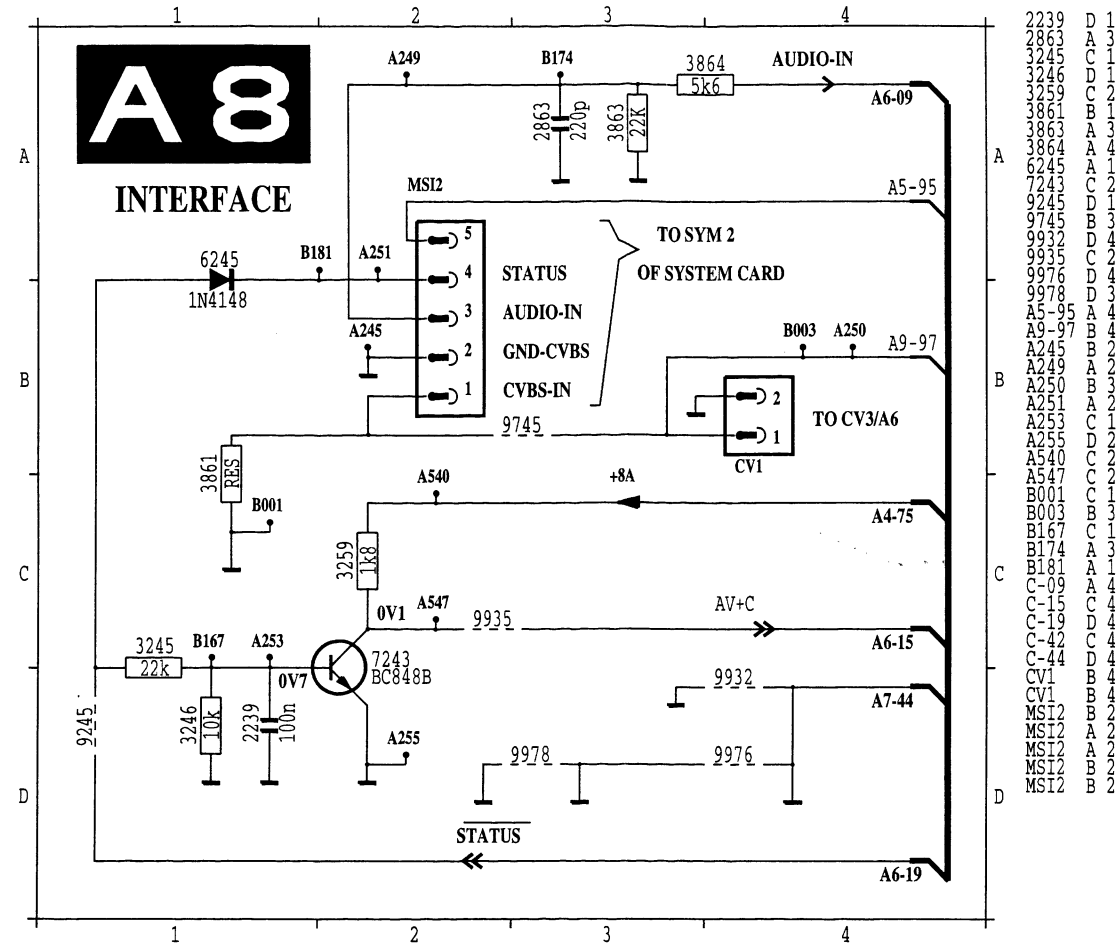 1 2 3 4
A8
INTERFACE
A249
B174
3864
5k6
AUDIO-IN
A6-09
2863
220p
3863
22K
A
A
MSI2
A5-95
5
TO SYM 2
OF SYSTEM CARD
6245
1N4148
B181
A251
4
STATUS
3
AUDIO-IN
A245
2
GND-CVBS
1
CVBS-IN
B003
A250
A9-97
B
B
2
1
TO CV3/A6
CV1
9745
3861
RES
B001
A540
+8A
A4-75
3259
1k8
C
C
0V1
A547
9935
AV+C
A6-15
3245
22k
B167
A253
0V7
7243
BC848B
9932
A7-44
9245
3246
10k
2239
100n
A255
9978
9976
D
D
STATUS
A6-19
1 2 3 4
2239 D 1
2863 A 3
3245 C 1
3246 D 1
3259 C 2
3861 B 1
3863 A 3
3864 A 4
6245 A 1
7243 C 2
9245 D 1
9745 B 3
9932 D 4
9935 C 2
9976 D 4
9978 D 3
A5-95 A 4
A9-97 B 4
A245 B 2
A249 A 2
A250 B 3
A251 A 2
A253 C 1
A255 D 2
A540 C 2
A547 C 2
B001 C 1
B003 B 3
B167 C 1
B174 A 3
B181 A 1
C-09 A 4
C-15 C 4
C-19 D 4
C-42 C 4
C-44 D 4
CV1 B 4
CV1 B 4
MSI2 B 2
MSI2 A 2
MSI2 A 2
MSI2 B 2
MSI2 B 2